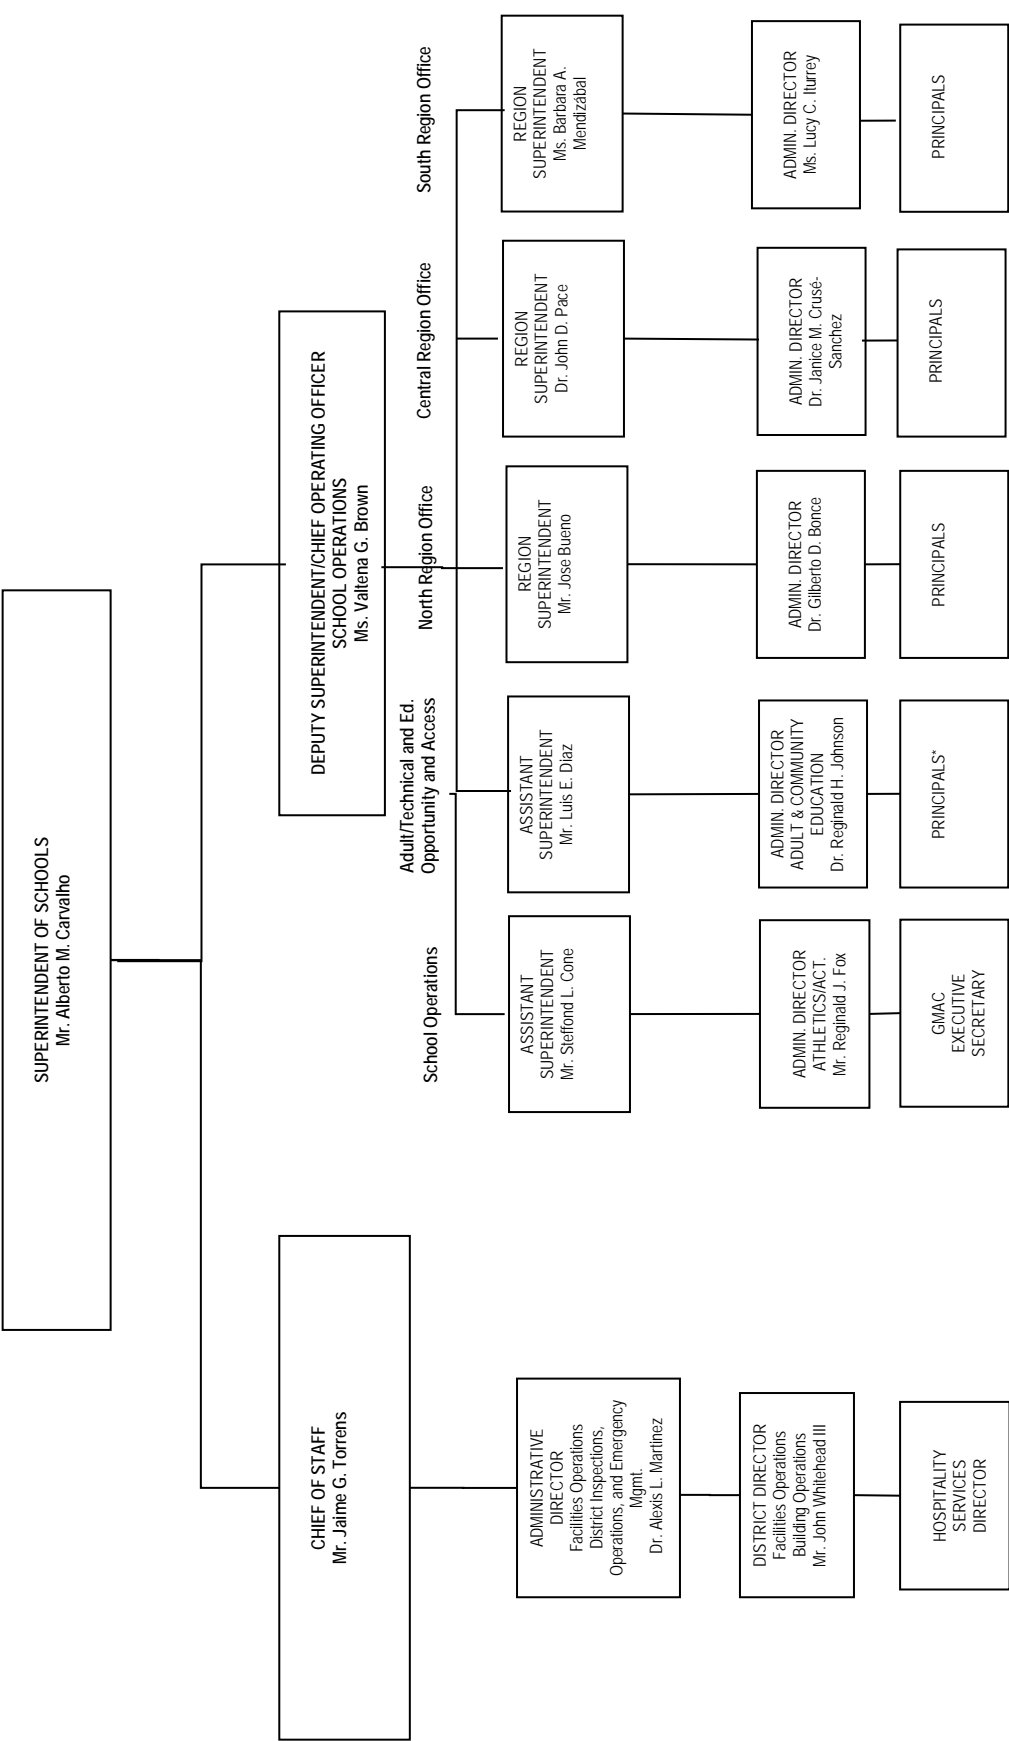 SUPERINTENDENT OF SCHOOLS
Mr. Alberto M. Carvalho
CHIEF OF STAFF
Mr. Jaime G. Torrens
DEPUTY SUPERINTENDENT/CHIEF OPERATING OFFICER
SCHOOL OPERATIONS
Ms. Valtena G. Brown
School Operations
Adult/Technical and Ed.
Opportunity and Access
North Region Office
Central Region Office
South Region Office
ADMINISTRATIVE
DIRECTOR
Facilities Operations
District Inspections,
Operations, and Emergency
Mgmt.
Dr. Alexis L. Martinez
ASSISTANT
SUPERINTENDENT
Mr. Steffond L. Cone
ASSISTANT
SUPERINTENDENT
Mr. Luis E. Diaz
REGION
SUPERINTENDENT
Mr. Jose Bueno
REGION
SUPERINTENDENT
Dr. John D. Pace
REGION
SUPERINTENDENT
Ms. Barbara A.
Mendizábal
DISTRICT DIRECTOR
Facilities Operations
Building Operations
Mr. John Whitehead III
ADMIN. DIRECTOR
ATHLETICS/ACT.
Mr. Reginald J. Fox
ADMIN. DIRECTOR
ADULT & COMMUNITY
EDUCATION
Dr. Reginald H. Johnson
ADMIN. DIRECTOR
Dr. Gilberto D. Bonce
ADMIN. DIRECTOR
Dr. Janice M. Crusé-
Sanchez
ADMIN. DIRECTOR
Ms. Lucy C. Iturrey
HOSPITALITY
SERVICES
DIRECTOR
GMAC
EXECUTIVE
SECRETARY
PRINCIPALS*
PRINCIPALS
PRINCIPALS
PRINCIPALS